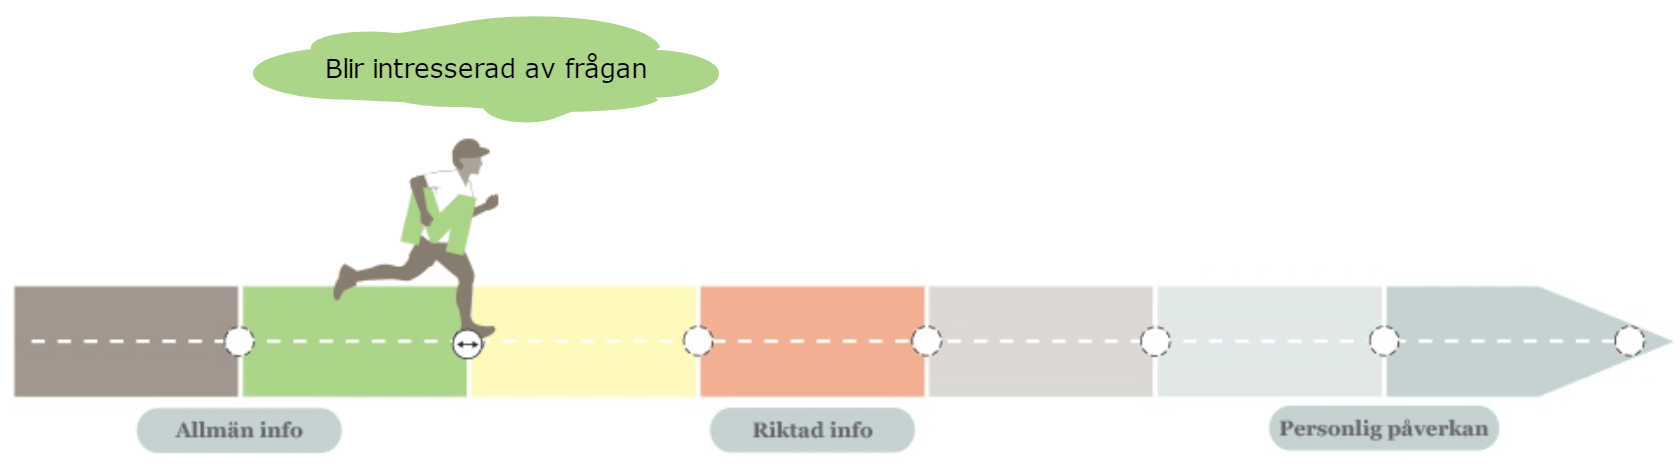 Blir intresserad av frågan
Allmän info
Riktad info
Personlig påverkan